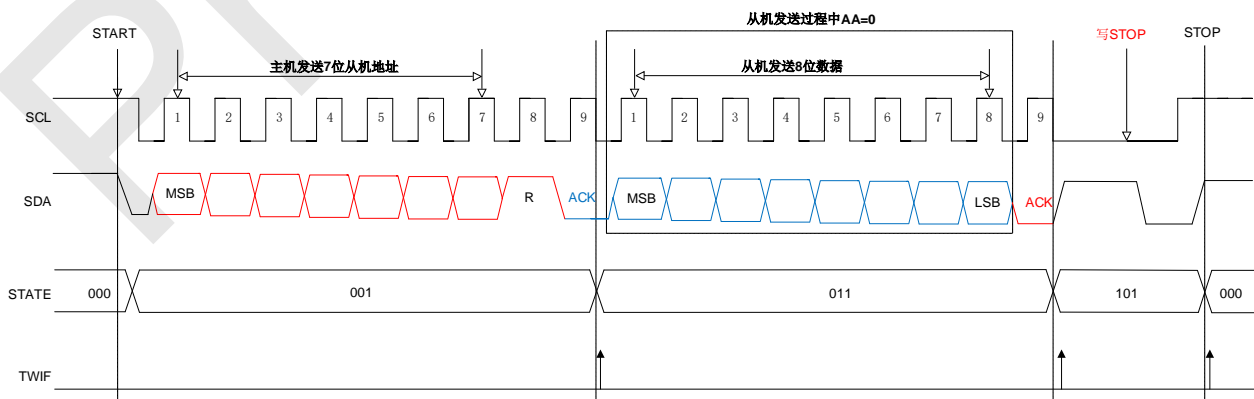 从机发送过程中AA=0
START
写STOP
STOP
主机发送7位从机地址
从机发送8位数据
SCL
1 2 3 4 5 6 7 8 9 1 2 3 4 5 6 7 8 9
SDA
MSB R ACK MSB LSB ACK
STATE 000 001 011 101 000
TWIF